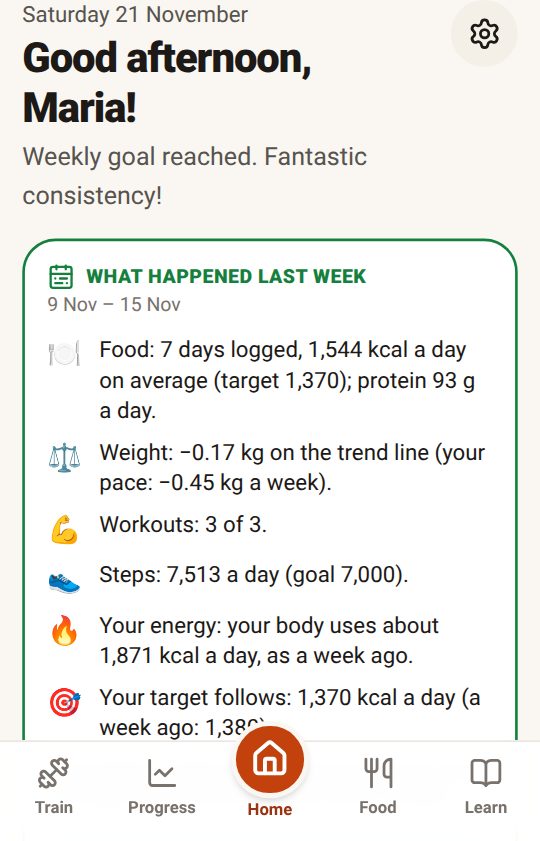 Saturday 21 November
Good afternoon,
Maria!
Weekly goal reached. Fantastic
consistency!
WHAT HAPPENED LAST WEEK
9 Nov – 15 Nov
Food: 7 days logged, 1,544 kcal a day
on average (target 1,370); protein 93 g
a day.
Weight: −0.17 kg on the trend line (your
pace: −0.45 kg a week).
Workouts: 3 of 3.
Steps: 7,513 a day (goal 7,000).
Your energy: your body uses about
1,871 kcal a day, as a week ago.
Your target follows: 1,370 kcal a day (a
week ago: 1,380)
Train
Progress
Home
Food
Learn